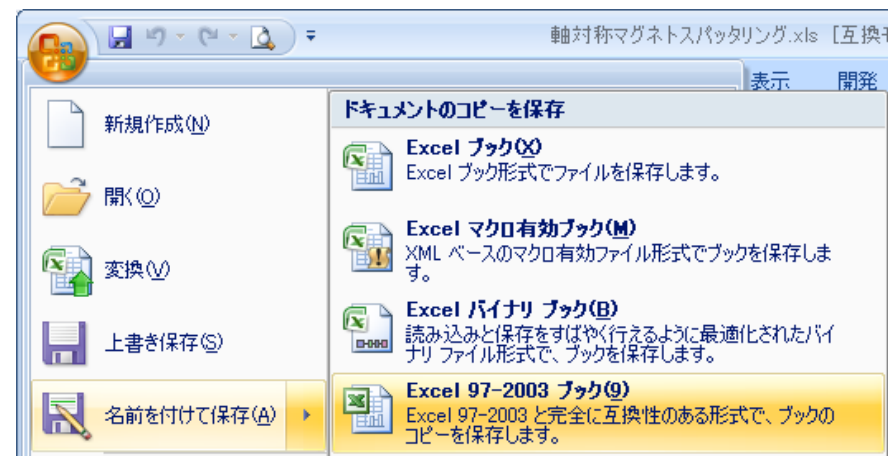 軸対称マグネトスパッタリング.xls [互換モ
表示 開発
新規作成(N)
開く(O)
変換(V)
上書き保存(S)
名前を付けて保存(A)
ドキュメントのコピーを保存
Excel ブック(X)
Excel ブック形式でファイルを保存します。
Excel マクロ有効ブック(M)
XML ベースのマクロ有効ファイル形式でブックを保存しま
す。
Excel バイナリ ブック(B)
読み込みと保存をすばやく行えるように最適化されたバイ
ナリ ファイル形式で、ブックを保存します。
Excel 97-2003 ブック(9)
Excel 97-2003 と完全に互換性のある形式で、ブックの
コピーを保存します。